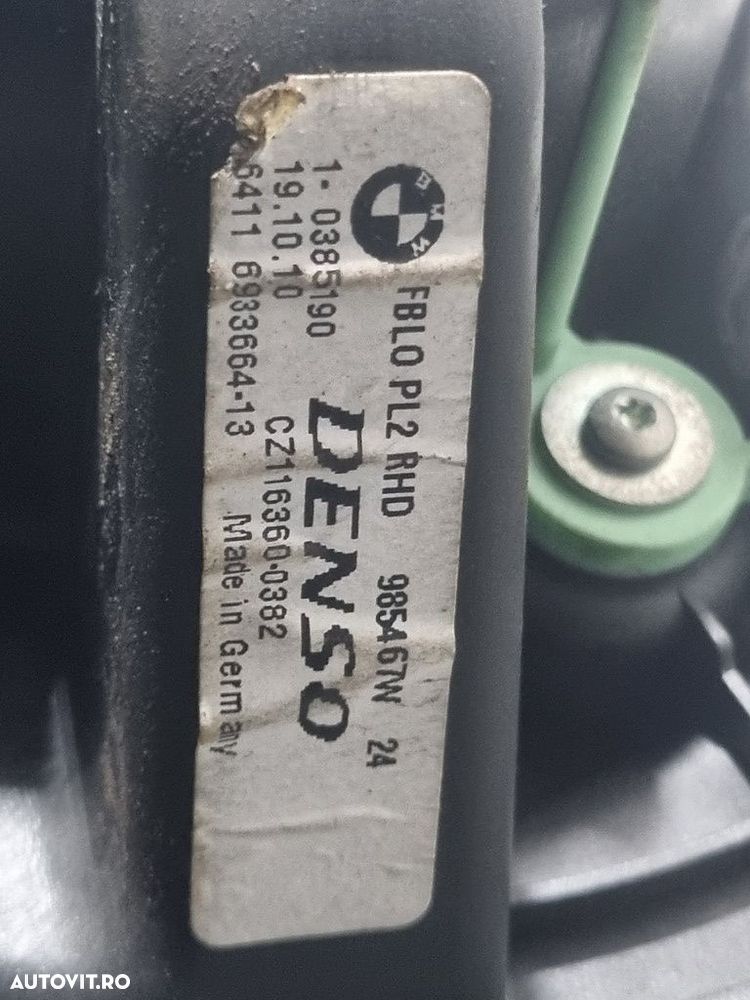 BMW
FBLO PL2 RHD 985467W 24
1- 0385190 DENSO
19.10.10 CZ116360-0382
6411 6933664-13 Made in Germany
AUTOVIT.RO